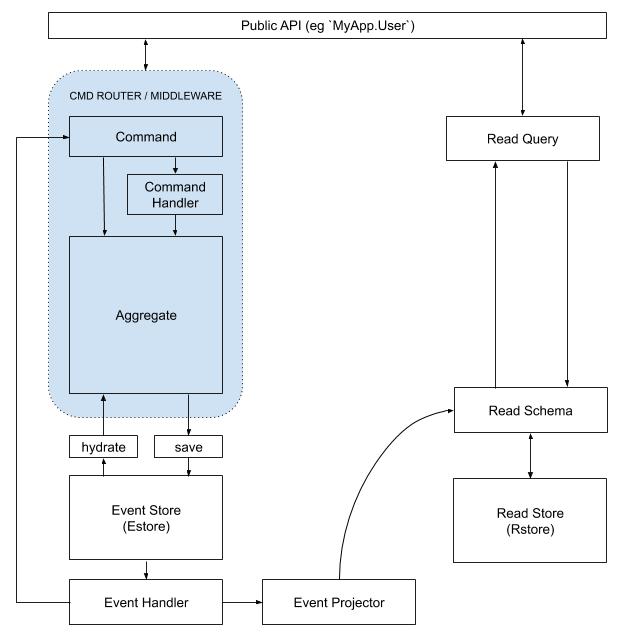 Public API (eg `MyApp.User`)
CMD ROUTER / MIDDLEWARE
Command
Command
Handler
Aggregate
hydrate
save
Event Store
(Estore)
Event Handler
Event Projector
Read Query
Read Schema
Read Store
(Rstore)